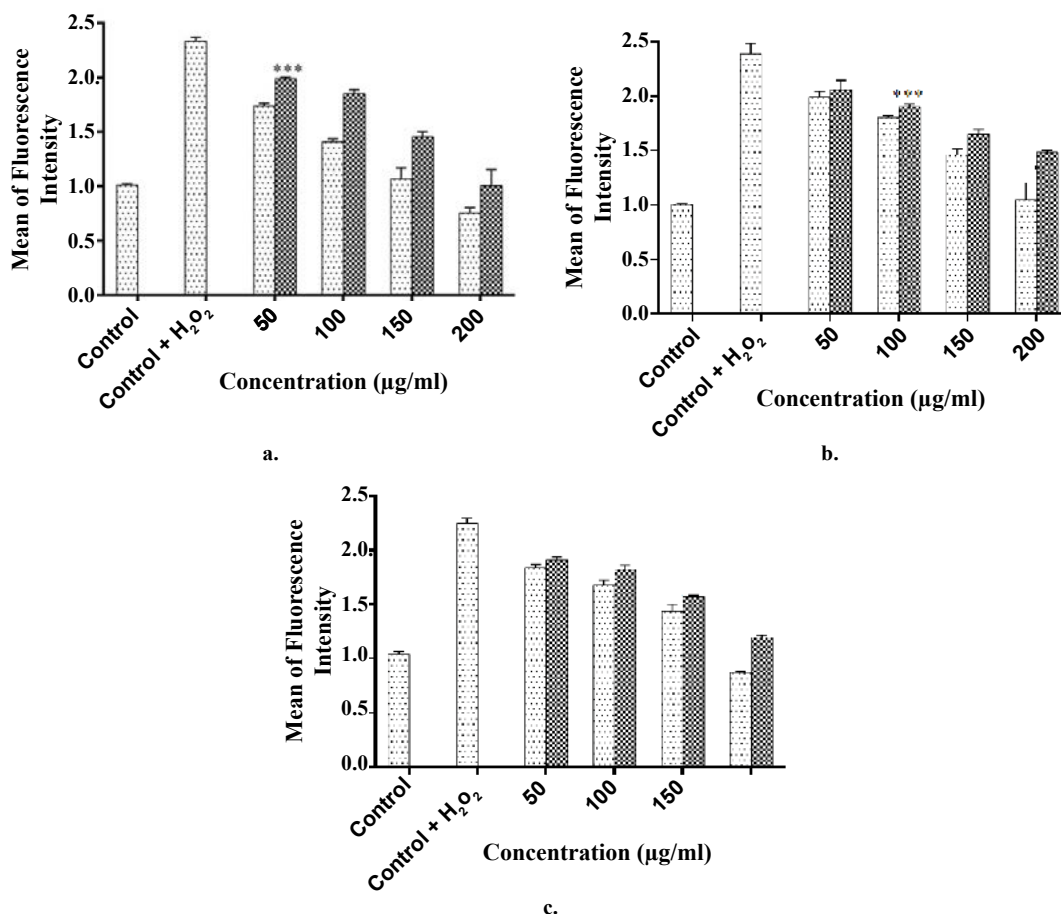 2.5
2.0
1.5
1.0
0.5
0.0
Mean of Fluorescence
Intensity
***
Control
Control + H₂O₂
50
100
150
200
Concentration (µg/ml)
a.
2.5
2.0
1.5
1.0
0.5
0.0
Mean of Fluorescence
Intensity
***
Control
Control + H₂O₂
50
100
150
200
Concentration (µg/ml)
b.
2.5
2.0
1.5
1.0
0.5
0.0
Mean of Fluorescence
Intensity
Control
Control + H₂O₂
50
100
150
Concentration (µg/ml)
c.